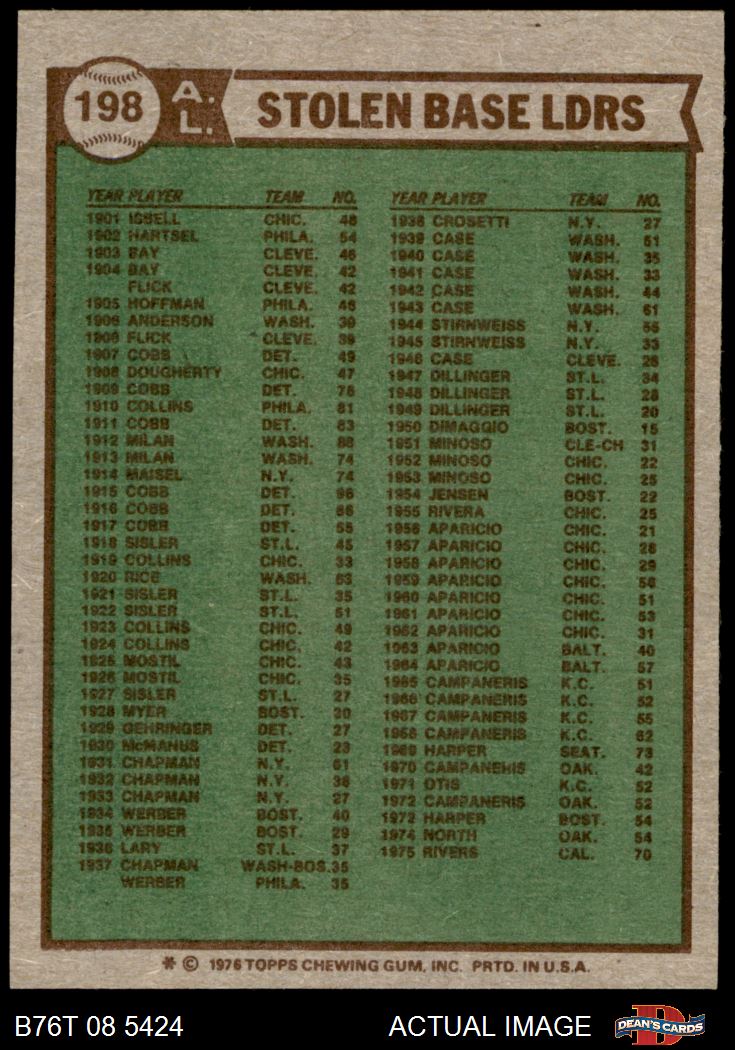 198 A.L. STOLEN BASE LDRS
YEAR PLAYER TEAM NO.
1901 ISBELL CHIC. 48
1902 HARTSEL PHILA. 54
1903 BAY CLEVE. 46
1904 BAY CLEVE. 42
FLICK CLEVE. 42
1905 HOFFMAN PHILA. 46
1906 ANDERSON WASH. 39
1906 FLICK CLEVE. 39
1907 COBB DET. 49
1908 DOUGHERTY CHIC. 47
1909 COBB DET. 76
1910 COLLINS PHILA. 81
1911 COBB DET. 83
1912 MILAN WASH. 88
1913 MILAN WASH. 74
1914 MAISEL N.Y. 74
1915 COBB DET. 96
1916 COBB DET. 68
1917 COBB DET. 55
1918 SISLER ST.L. 45
1919 COLLINS CHIC. 33
1920 RICE WASH. 63
1921 SISLER ST.L. 35
1922 SISLER ST.L. 51
1923 COLLINS CHIC. 49
1924 COLLINS CHIC. 42
1925 MOSTIL CHIC. 43
1926 MOSTIL CHIC. 35
1927 SISLER ST.L. 27
1928 MYER BOST. 30
1929 GEHRINGER DET. 27
1930 McMANUS DET. 23
1931 CHAPMAN N.Y. 61
1932 CHAPMAN N.Y. 38
1933 CHAPMAN N.Y. 27
1934 WERBER BOST. 40
1935 WERBER BOST. 29
1936 LARY ST.L. 37
1937 CHAPMAN WASH-BOS.35
WERBER PHILA. 35
YEAR PLAYER TEAM NO.
1938 CROSETTI N.Y. 27
1939 CASE WASH. 51
1940 CASE WASH. 35
1941 CASE WASH. 33
1942 CASE WASH. 44
1943 CASE WASH. 61
1944 STIRNWEISS N.Y. 55
1945 STIRNWEISS N.Y. 33
1946 CASE CLEVE. 28
1947 DILLINGER ST.L. 34
1948 DILLINGER ST.L. 28
1949 DILLINGER ST.L. 20
1950 DIMAGGIO BOST. 15
1951 MINOSO CLE-CH 31
1952 MINOSO CHIC. 22
1953 MINOSO CHIC. 25
1954 JENSEN BOST. 22
1955 RIVERA CHIC. 25
1956 APARICIO CHIC. 21
1957 APARICIO CHIC. 28
1958 APARICIO CHIC. 29
1959 APARICIO CHIC. 56
1960 APARICIO CHIC. 51
1961 APARICIO CHIC. 53
1962 APARICIO CHIC. 31
1963 APARICIO BALT. 40
1964 APARICIO BALT. 57
1965 CAMPANERIS K.C. 51
1966 CAMPANERIS K.C. 52
1967 CAMPANERIS K.C. 55
1968 CAMPANERIS K.C. 62
1969 HARPER SEAT. 73
1970 CAMPANERIS OAK. 42
1971 OTIS K.C. 52
1972 CAMPANERIS OAK. 52
1973 HARPER BOST. 54
1974 NORTH OAK. 54
1975 RIVERS CAL. 70
* © 1976 TOPPS CHEWING GUM, INC. PRTD. IN U.S.A.
B76T 08 5424 ACTUAL IMAGE DEAN'S CARDS